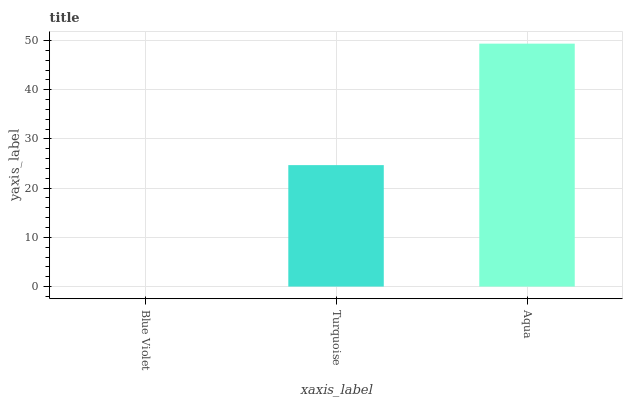 title
50
40
30
20
10
0
yaxis_label
Blue Violet
Turquoise
Aqua
xaxis_label